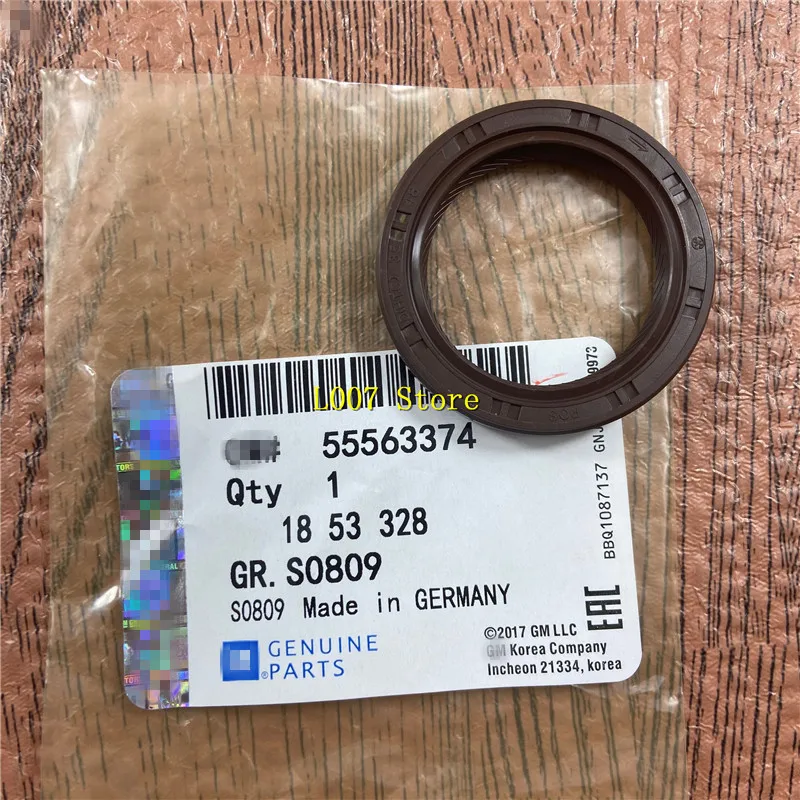 L007 Store
55563374
Qty 1
18 53 328
GR. S0809
S0809 Made in GERMANY
GENUINE
®PARTS
©2017 GM LLC
GM Korea Company
Incheon 21334, korea
EAC
BBQ1087137
POS